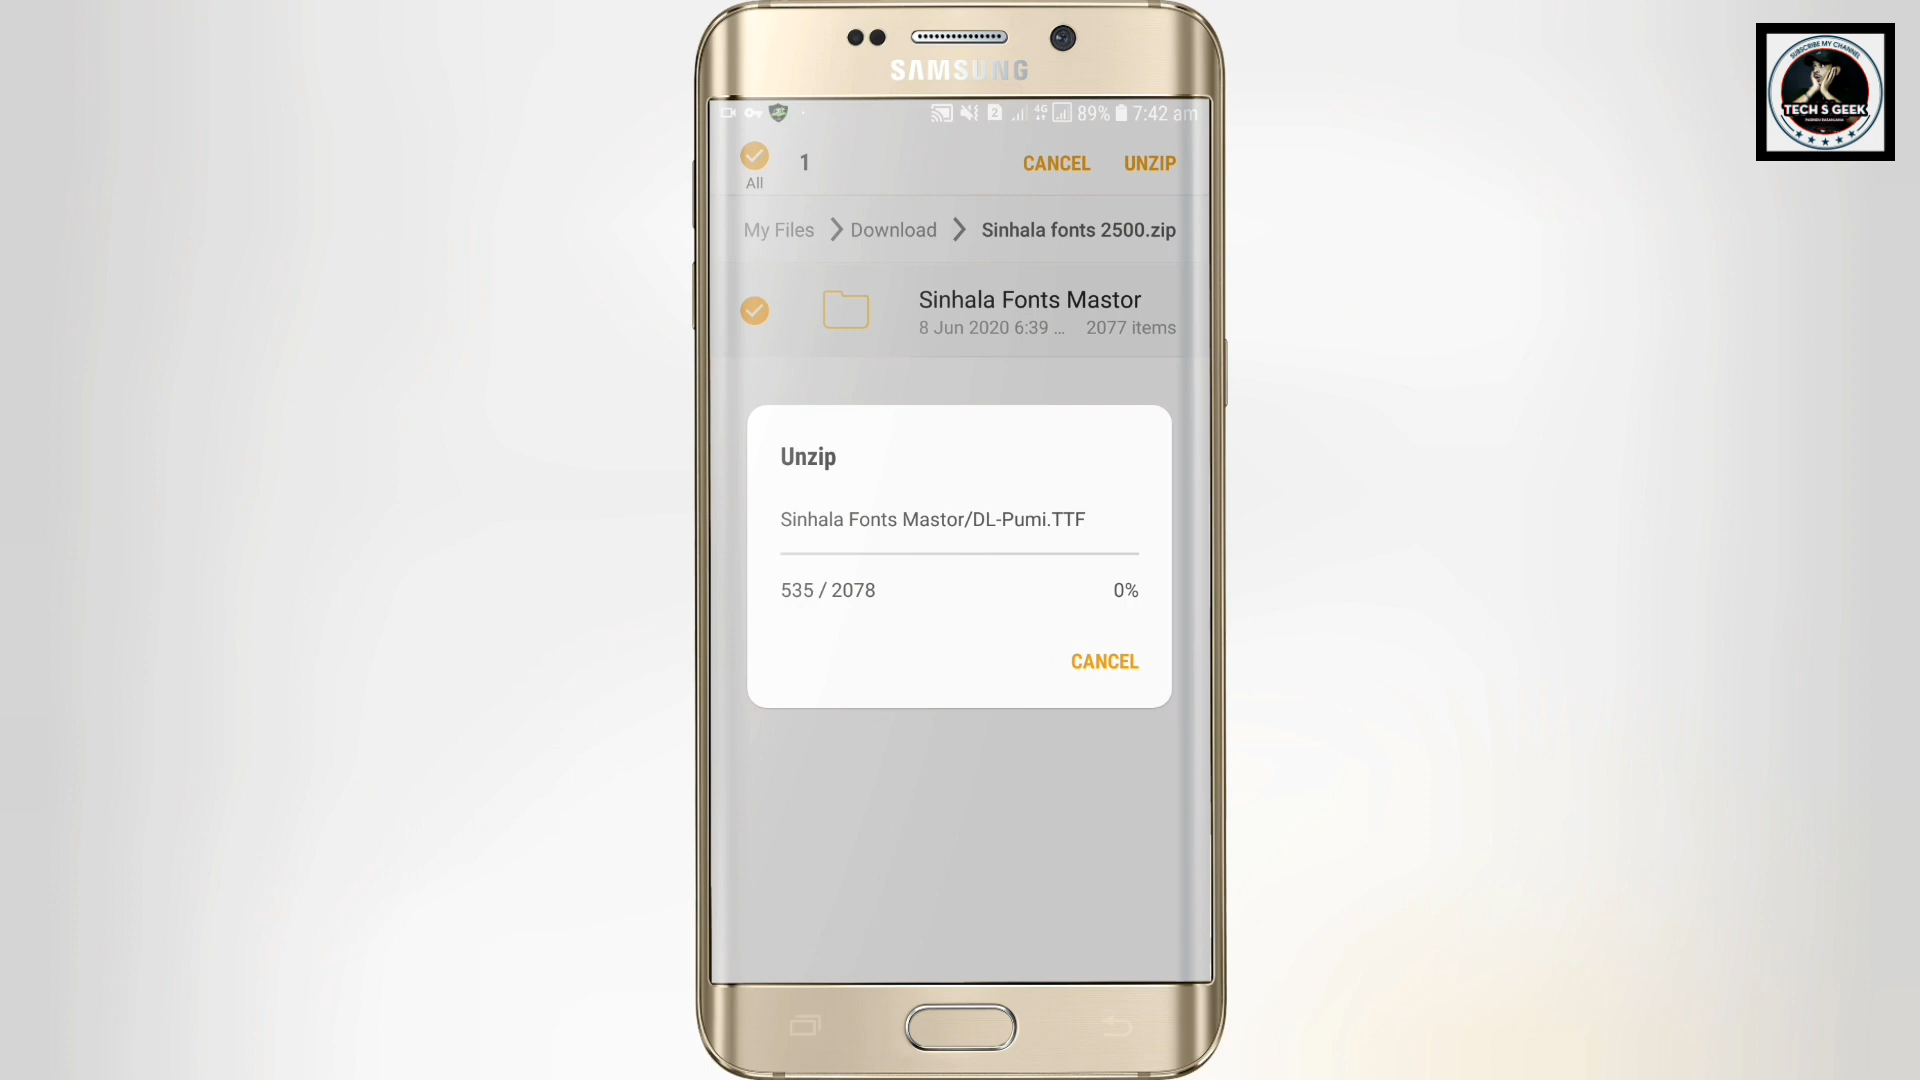 SAMSUNG
2 4G 89% 7:42 am
All 1 CANCEL UNZIP
My Files Download Sinhala fonts 2500.zip
Sinhala Fonts Mastor
8 Jun 2020 6:39 ... 2077 items
Unzip
Sinhala Fonts Mastor/DL-Pumi.TTF
535 / 2078 0%
CANCEL
SUBSCRIBE MY CHANNEL
TECH S GEEK